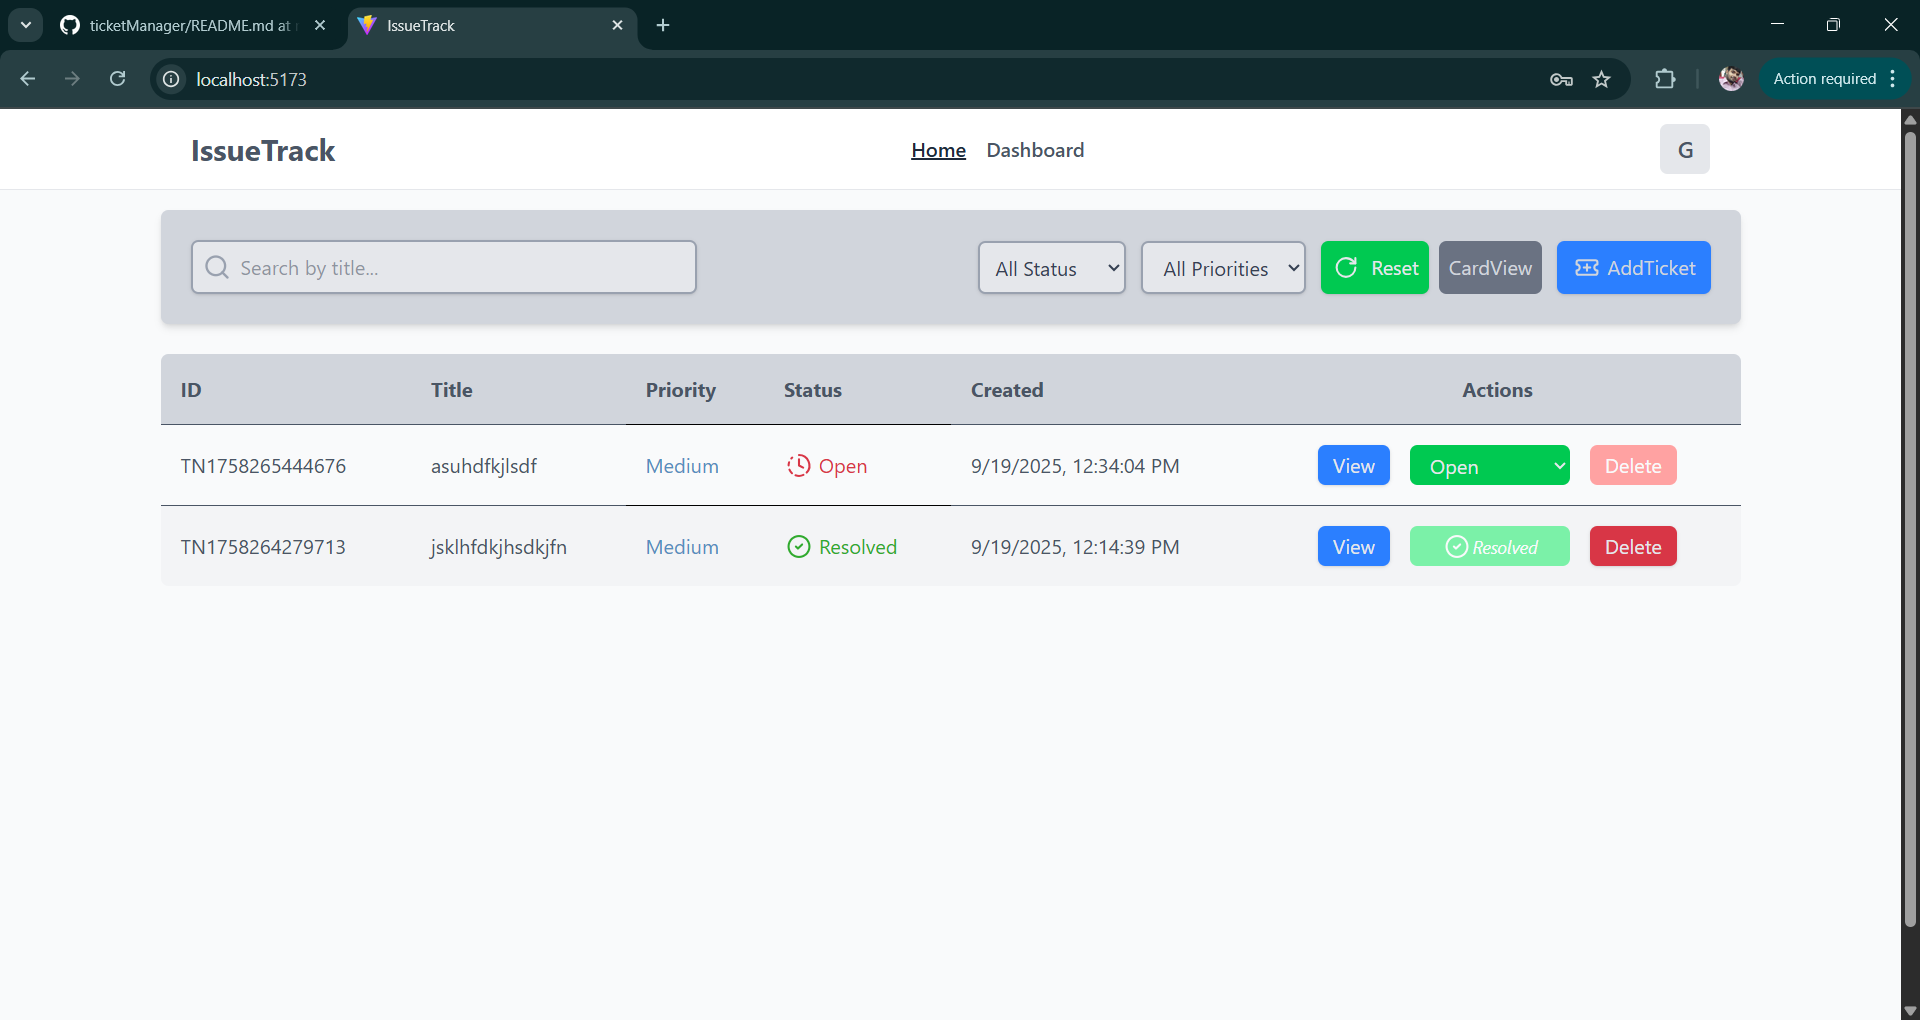 ticketManager/README.md at
IssueTrack
localhost:5173
Action required
IssueTrack
Home Dashboard
G
Search by title...
All Status All Priorities Reset CardView AddTicket
ID Title Priority Status Created Actions
TN1758265444676 asuhdfkjlsdf Medium Open 9/19/2025, 12:34:04 PM View Open Delete
TN1758264279713 jsklhfdkjhsdkjfn Medium Resolved 9/19/2025, 12:14:39 PM View Resolved Delete